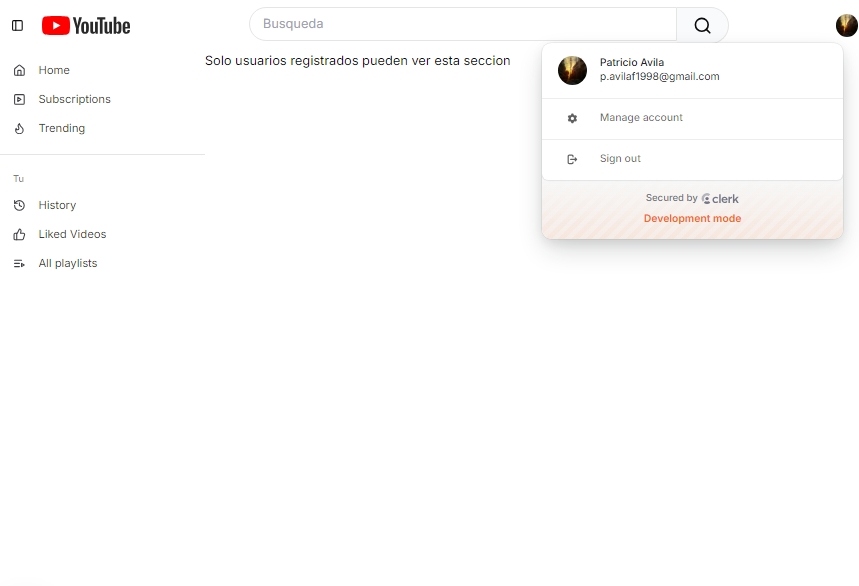 YouTube
Busqueda
Home
Subscriptions
Trending
Tu
History
Liked Videos
All playlists
Solo usuarios registrados pueden ver esta seccion
Patricio Avila
p.avilaf1998@gmail.com
Manage account
Sign out
Secured by clerk
Development mode